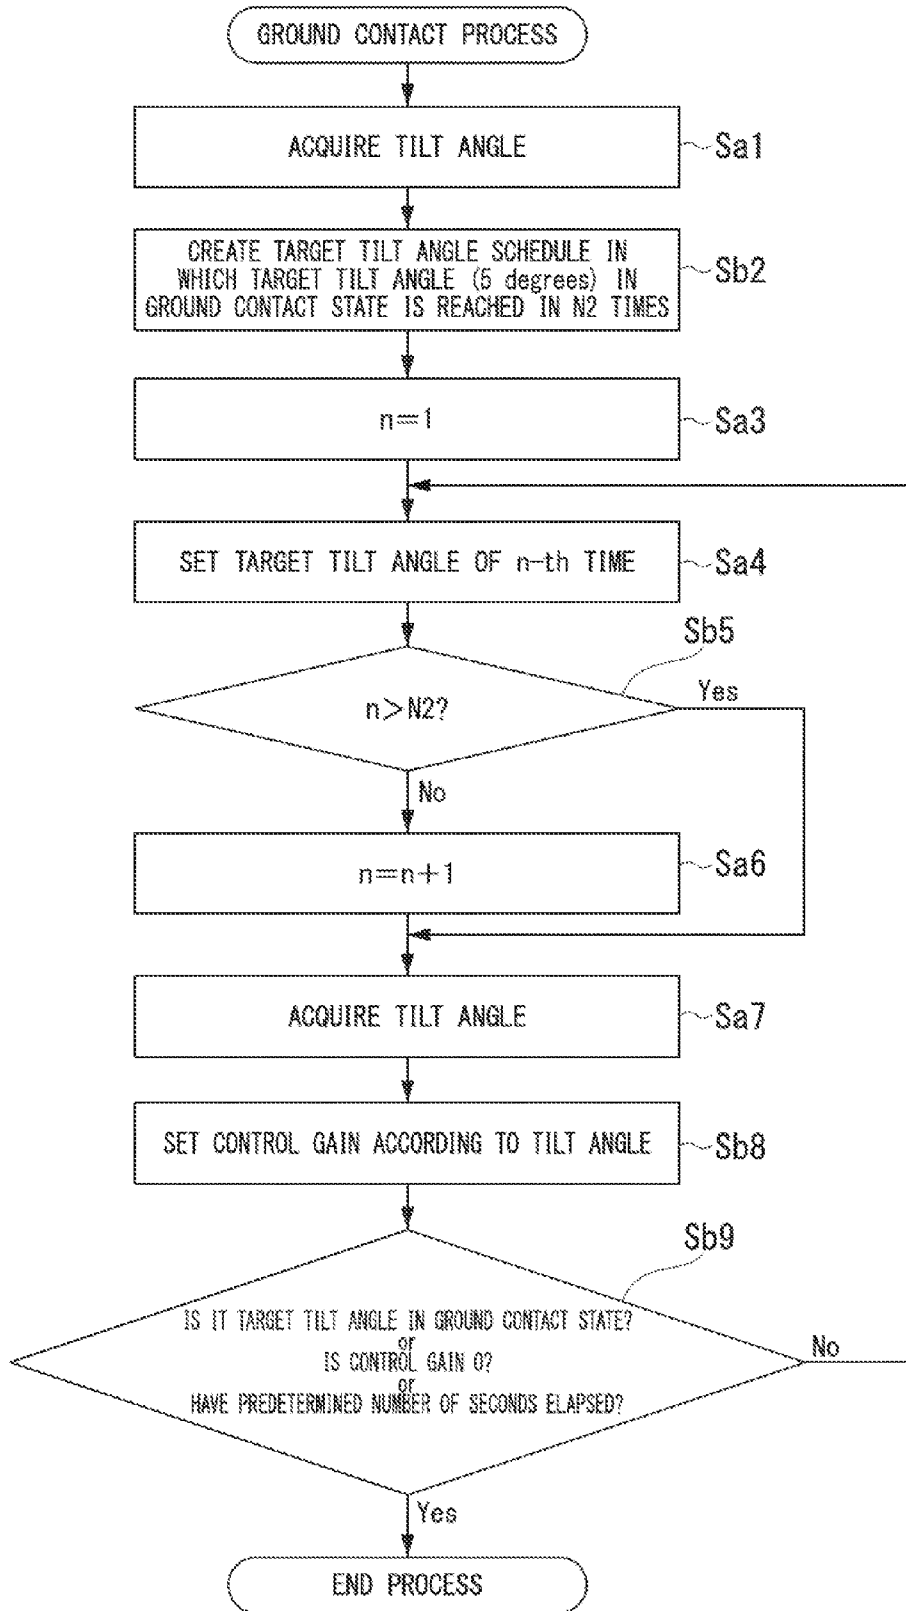 GROUND CONTACT PROCESS
ACQUIRE TILT ANGLE
Sa1
CREATE TARGET TILT ANGLE SCHEDULE IN
WHICH TARGET TILT ANGLE (5 degrees) IN
GROUND CONTACT STATE IS REACHED IN N2 TIMES
Sb2
n=1
Sa3
SET TARGET TILT ANGLE OF n-th TIME
Sa4
Sb5
n>N2?
Yes
No
n=n+1
Sa6
ACQUIRE TILT ANGLE
Sa7
SET CONTROL GAIN ACCORDING TO TILT ANGLE
Sb8
Sb9
IS IT TARGET TILT ANGLE IN GROUND CONTACT STATE?
or
IS CONTROL GAIN 0?
or
HAVE PREDETERMINED NUMBER OF SECONDS ELAPSED?
No
Yes
END PROCESS